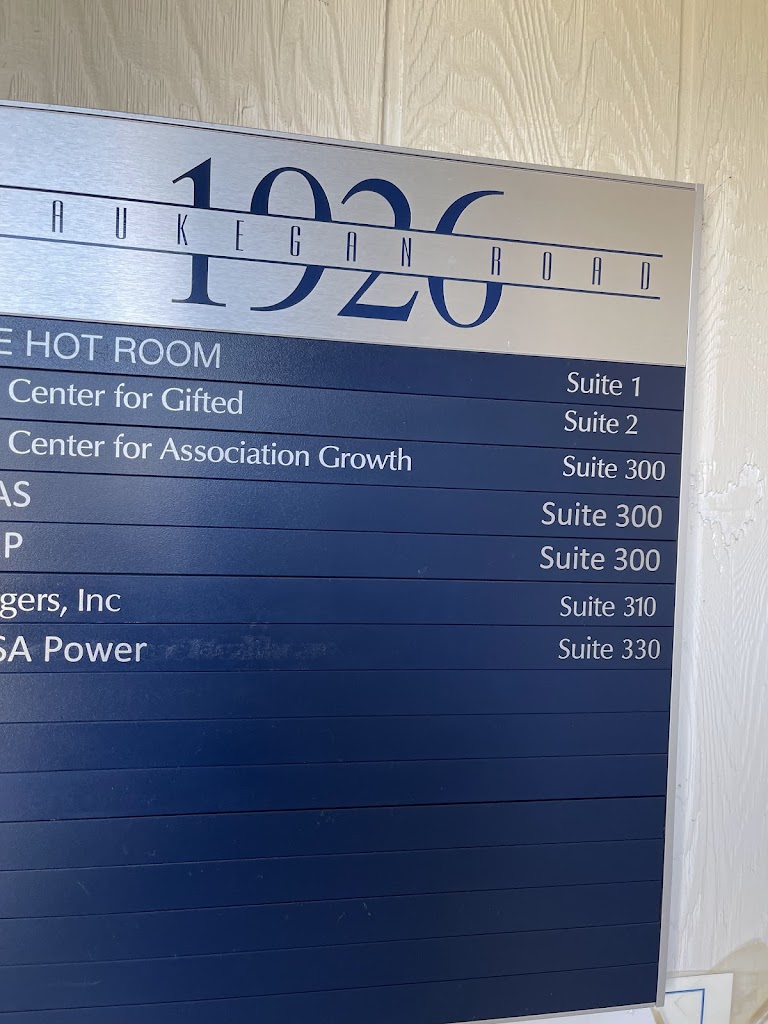 1926
AUKEGAN ROAD
E HOT ROOM Suite 1
Center for Gifted Suite 2
Center for Association Growth Suite 300
AS Suite 300
P Suite 300
gers, Inc Suite 310
SA Power Suite 330